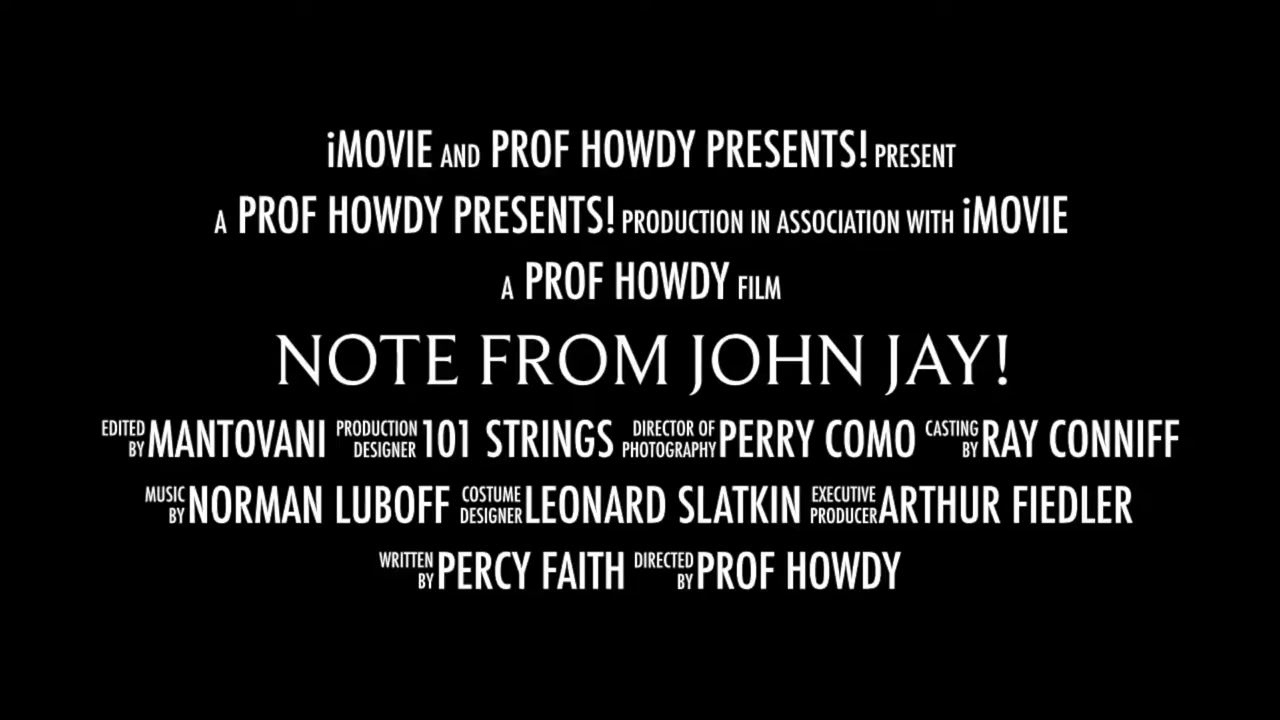 iMOVIE AND PROF HOWDY PRESENTS! PRESENT
A PROF HOWDY PRESENTS! PRODUCTION IN ASSOCIATION WITH iMOVIE
A PROF HOWDY FILM
NOTE FROM JOHN JAY!
EDITED BY MANTOVANI PRODUCTION DESIGNER 101 STRINGS DIRECTOR OF PHOTOGRAPHY PERRY COMO CASTING BY RAY CONNIFF
MUSIC BY NORMAN LUBOFF COSTUME DESIGNER LEONARD SLATKIN EXECUTIVE PRODUCER ARTHUR FIEDLER
WRITTEN BY PERCY FAITH DIRECTED BY PROF HOWDY